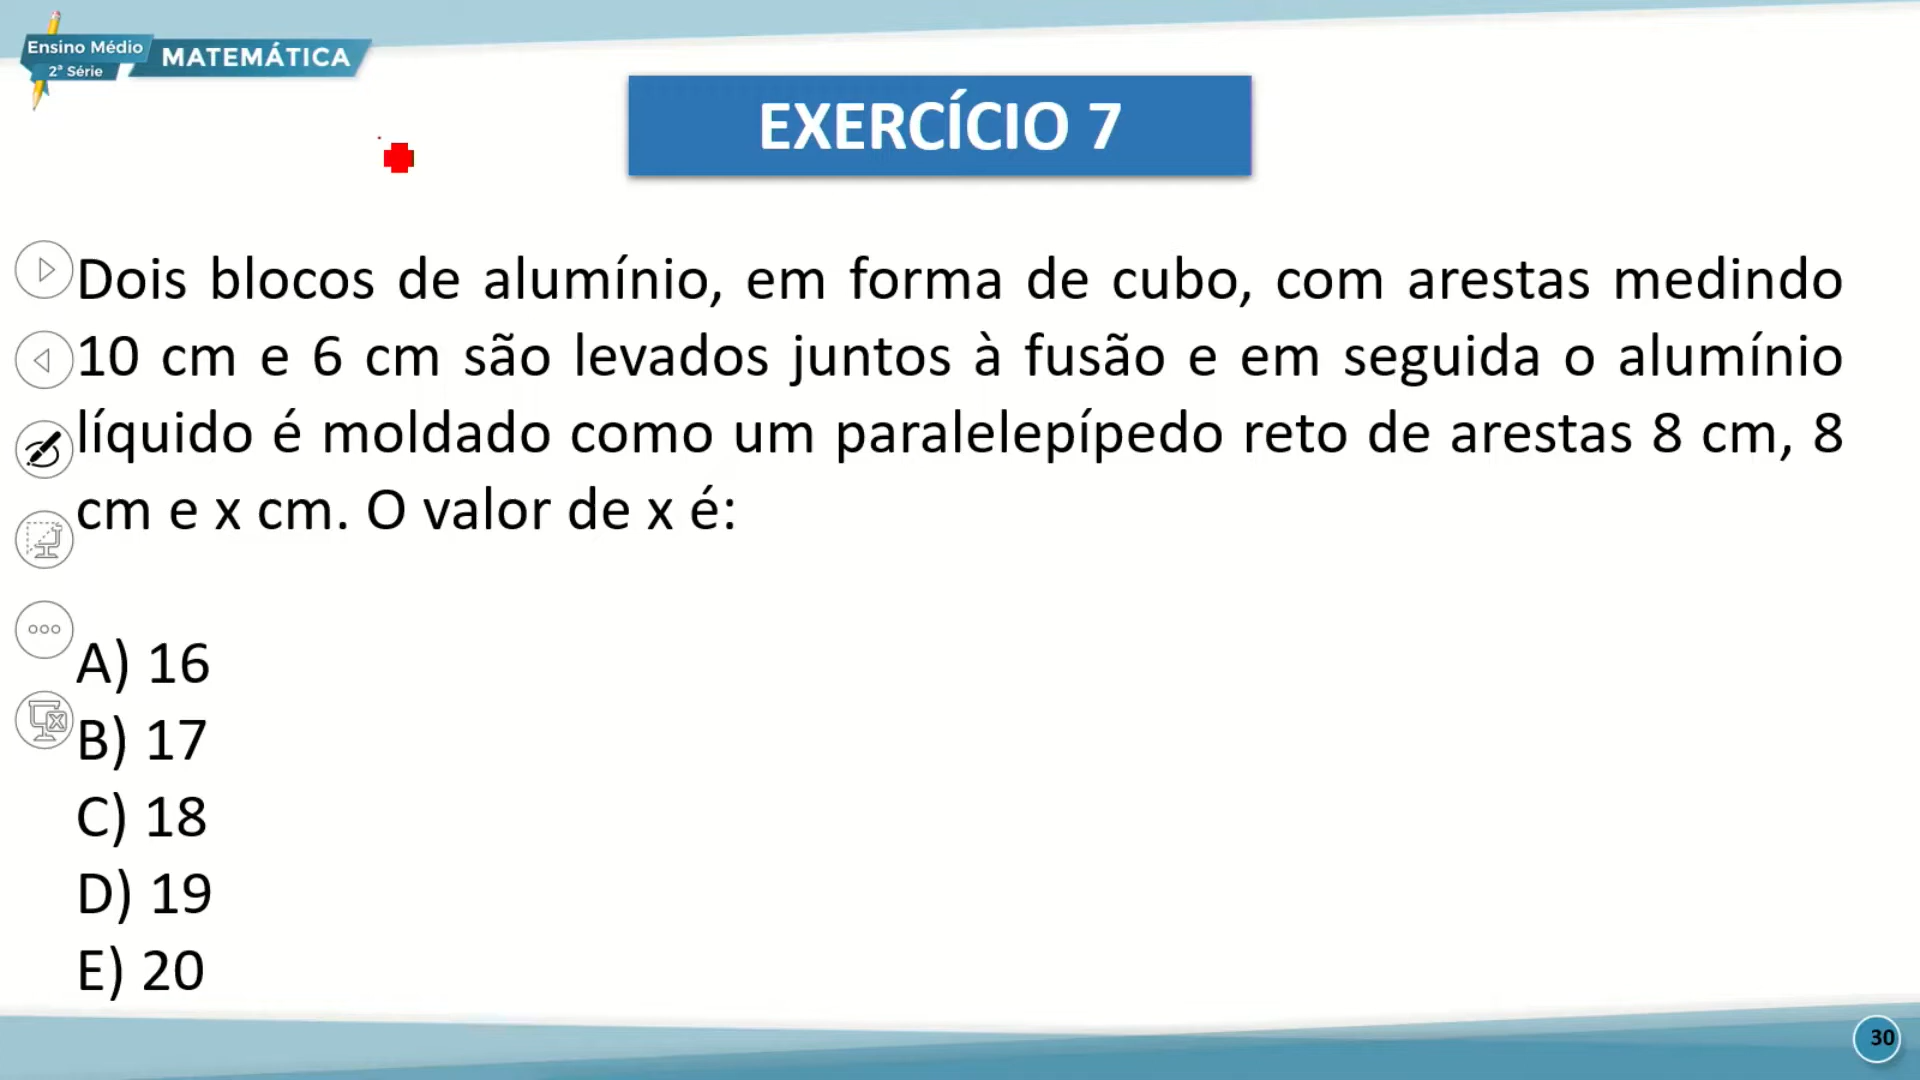 Ensino Médio
2ª Série
MATEMÁTICA
EXERCÍCIO 7
Dois blocos de alumínio, em forma de cubo, com arestas medindo
10 cm e 6 cm são levados juntos à fusão e em seguida o alumínio
líquido é moldado como um paralelepípedo reto de arestas 8 cm, 8
cm e x cm. O valor de x é:
A) 16
B) 17
C) 18
D) 19
E) 20
30